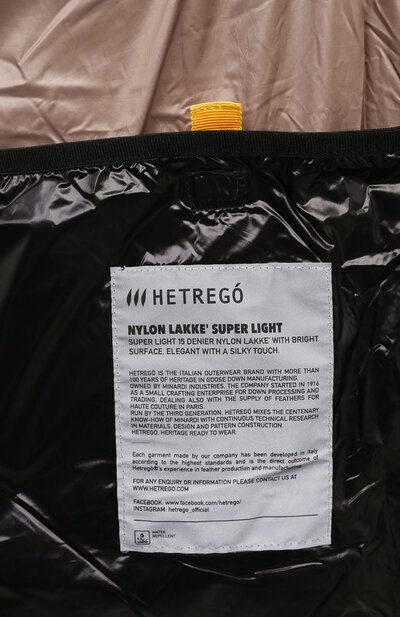 HETREGÓ
NYLON LAKKE' SUPER LIGHT
SUPER LIGHT 15 DENIER NYLON LAKKE' WITH BRIGHT
SURFACE. ELEGANT WITH A SILKY TOUCH.
HETREGÓ IS THE ITALIAN OUTERWEAR BRAND WITH MORE THAN
100 YEARS OF HERITAGE IN GOOSE DOWN MANUFACTURING.
OWNED BY MINARDI INDUSTRIES, THE COMPANY STARTED IN 1916
AS A SMALL CRAFTING ENTERPRISE FOR DOWN PROCESSING AND
TRADING, DEALING ALSO WITH THE SUPPLY OF FEATHERS FOR
HAUTE COUTURE IN PARIS.
RUN BY THE THIRD GENERATION, HETREGÓ MIXES THE CENTENARY
KNOW-HOW OF MINARDI WITH CONTINUOUS TECHNICAL RESEARCH
IN MATERIALS, DESIGN AND PATTERN CONSTRUCTION.
HETREGÓ, HERITAGE READY TO WEAR.
Each garment made by our company has been developed in Italy
according to the highest standards and is the direct outcome of
Hetregò®'s experience in feather production and manufacture.
FOR ANY ENQUIRY OR INFORMATION PLEASE CONTACT US AT
WWW.HETREGO.COM
FACEBOOK: www.facebook.com/hetrego/
INSTAGRAM: hetrego_official
WATER
REPELLENT